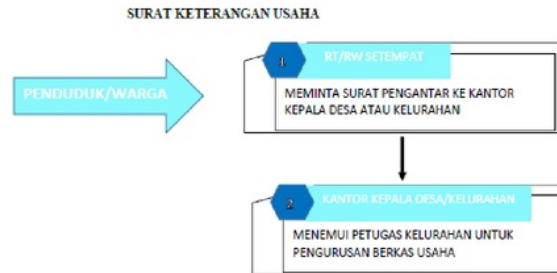 SURAT KETERANGAN USAHA
PENDUDUK/WARGA
1
RT/RW SETEMPAT
MEMINTA SURAT PENGANTAR KE KANTOR
KEPALA DESA ATAU KELURAHAN
2
KANTOR KEPALA DESA/KELURAHAN
MENEMUI PETUGAS KELURAHAN UNTUK
PENGURUSAN BERKAS USAHA